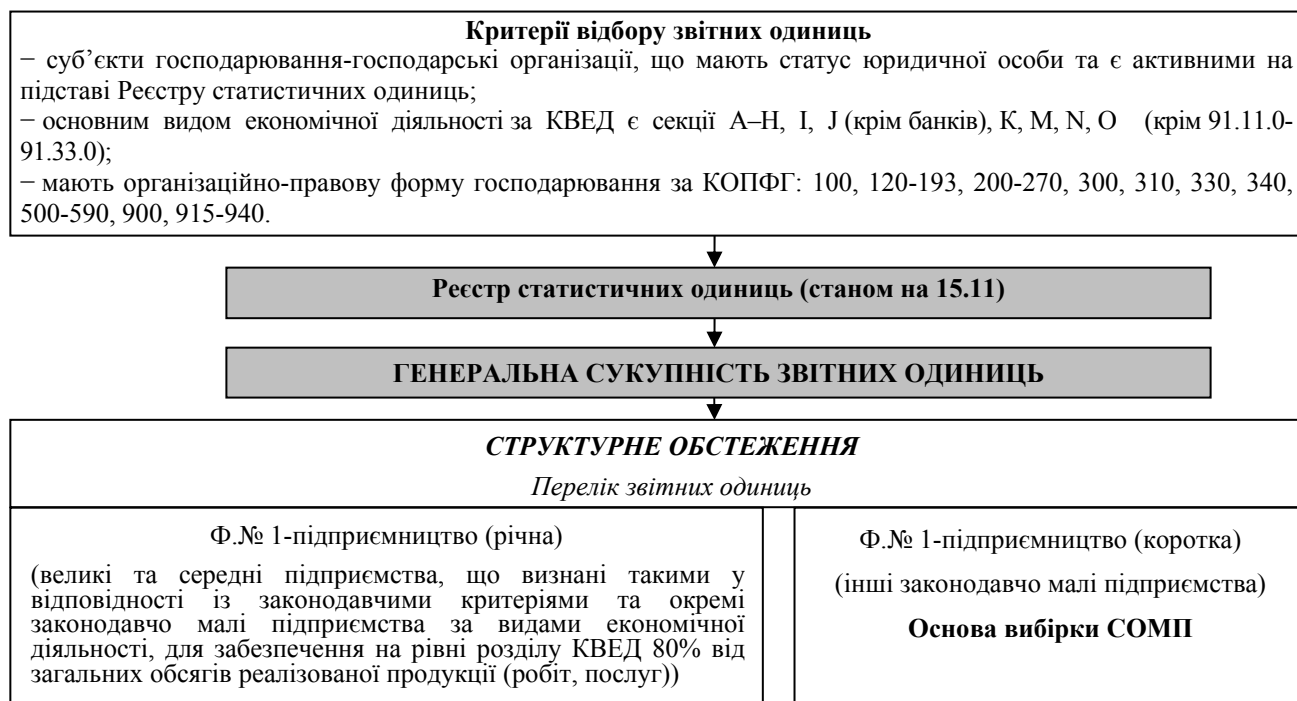 Критерії відбору звітних одиниць
− суб’єкти господарювання-господарські організації, що мають статус юридичної особи та є активними на
підставі Реєстру статистичних одиниць;
− основним видом економічної діяльності за КВЕД є секції A–H, I, J (крім банків), K, M, N, O (крім 91.11.0-
91.33.0);
− мають організаційно-правову форму господарювання за КОПФГ: 100, 120-193, 200-270, 300, 310, 330, 340,
500-590, 900, 915-940.
Реєстр статистичних одиниць (станом на 15.11)
ГЕНЕРАЛЬНА СУКУПНІСТЬ ЗВІТНИХ ОДИНИЦЬ
СТРУКТУРНЕ ОБСТЕЖЕННЯ
Перелік звітних одиниць
Ф.№ 1-підприємництво (річна)
(великі та середні підприємства, що визнані такими у
відповідності із законодавчими критеріями та окремі
законодавчо малі підприємства за видами економічної
діяльності, для забезпечення на рівні розділу КВЕД 80% від
загальних обсягів реалізованої продукції (робіт, послуг))
Ф.№ 1-підприємництво (коротка)
(інші законодавчо малі підприємства)
Основа вибірки СОМП